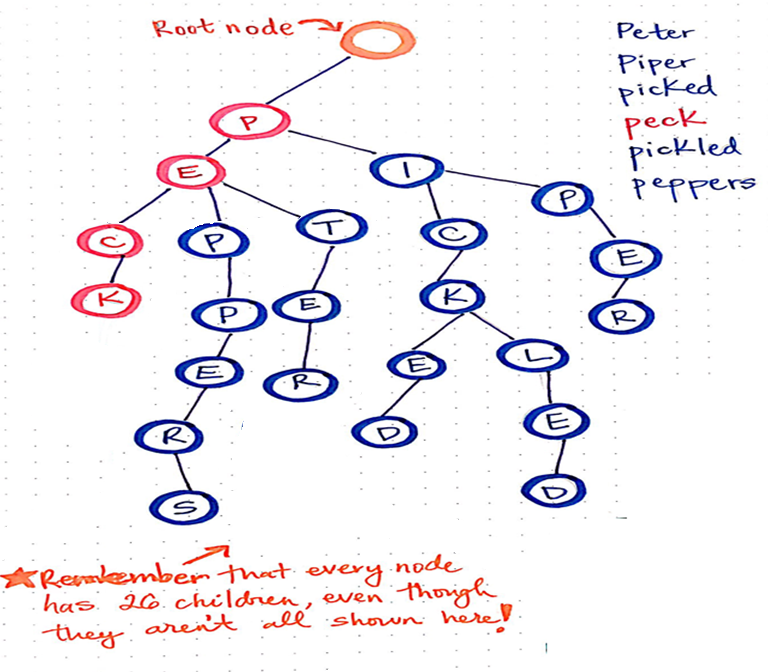 Root node
Peter
Piper
picked
peck
pickled
peppers
P
E
I
P
C
P
T
C
E
K
P
E
K
R
E
R
E
L
R
D
E
S
D
Remember that every node
has 26 children, even though
they aren't all shown here!